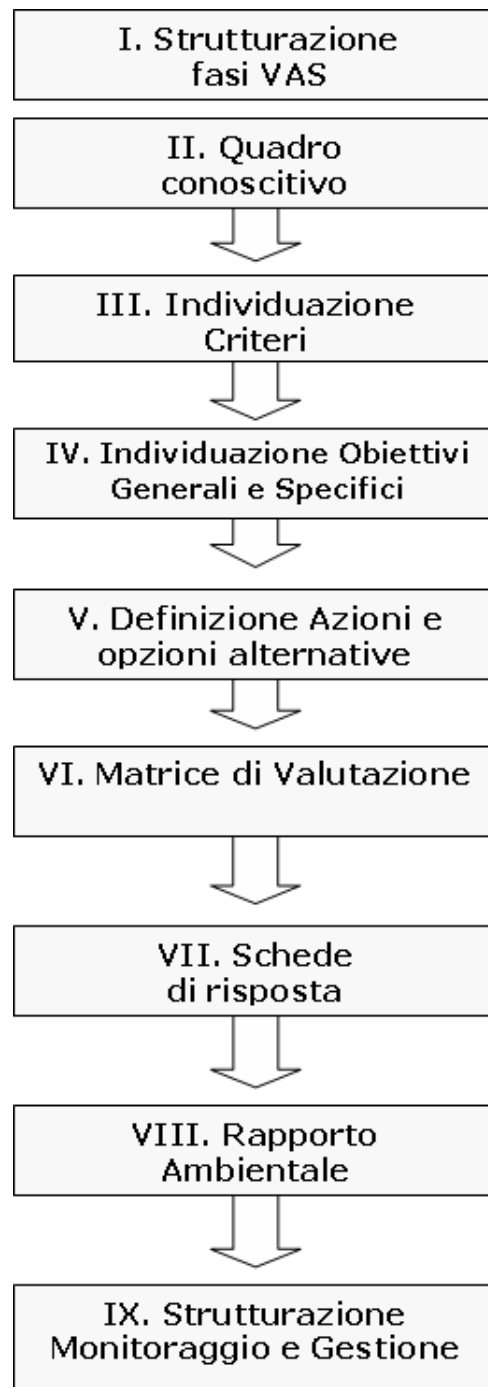 I. Strutturazione
fasi VAS
II. Quadro
conoscitivo
III. Individuazione
Criteri
IV. Individuazione Obiettivi
Generali e Specifici
V. Definizione Azioni e
opzioni alternative
VI. Matrice di Valutazione
VII. Schede
di risposta
VIII. Rapporto
Ambientale
IX. Strutturazione
Monitoraggio e Gestione